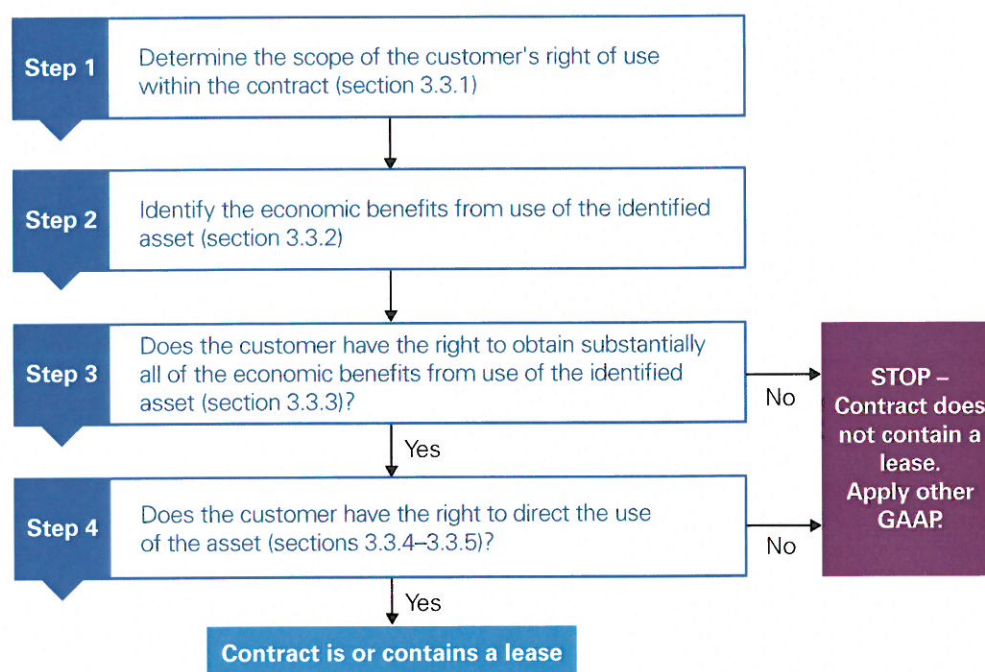 Step 1
Determine the scope of the customer's right of use
within the contract (section 3.3.1)
Step 2
Identify the economic benefits from use of the identified
asset (section 3.3.2)
Step 3
Does the customer have the right to obtain substantially
all of the economic benefits from use of the identified
asset (section 3.3.3)?
No
Yes
STOP –
Contract does
not contain a
lease.
Apply other
GAAP.
Step 4
Does the customer have the right to direct the use
of the asset (sections 3.3.4–3.3.5)?
No
Yes
Contract is or contains a lease